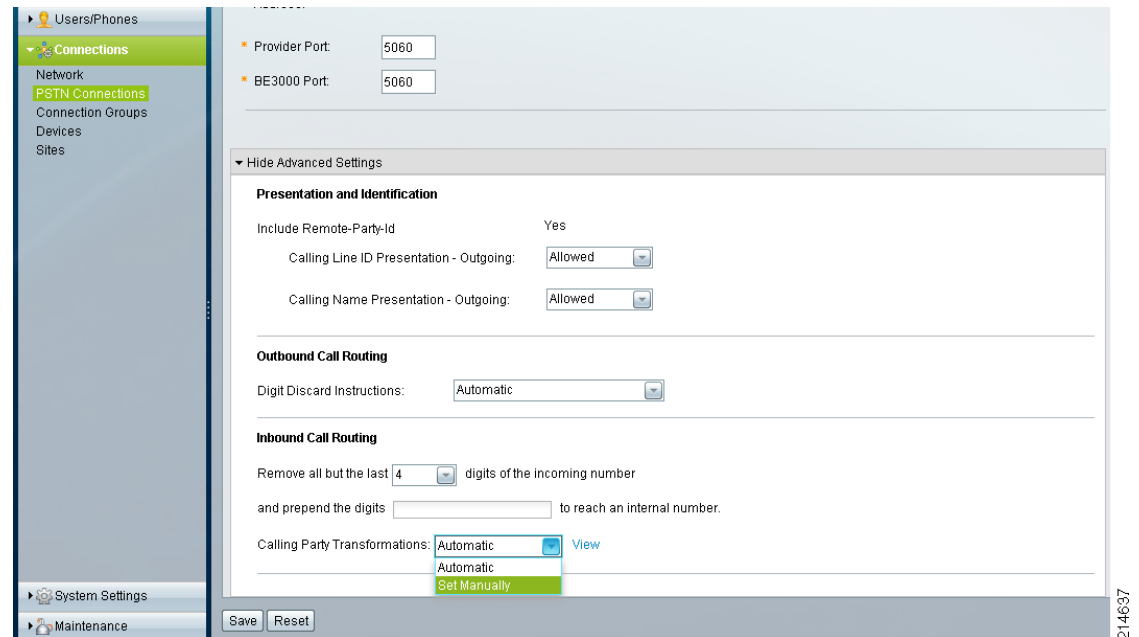 Users/Phones
Connections
Network
PSTN Connections
Connection Groups
Devices
Sites
System Settings
Maintenance
* Provider Port: 5060
* BE3000 Port: 5060
Hide Advanced Settings
Presentation and Identification
Include Remote-Party-Id Yes
Calling Line ID Presentation - Outgoing: Allowed
Calling Name Presentation - Outgoing: Allowed
Outbound Call Routing
Digit Discard Instructions: Automatic
Inbound Call Routing
Remove all but the last 4 digits of the incoming number
and prepend the digits to reach an internal number.
Calling Party Transformations: Automatic View
Automatic
Set Manually
Save Reset
214637